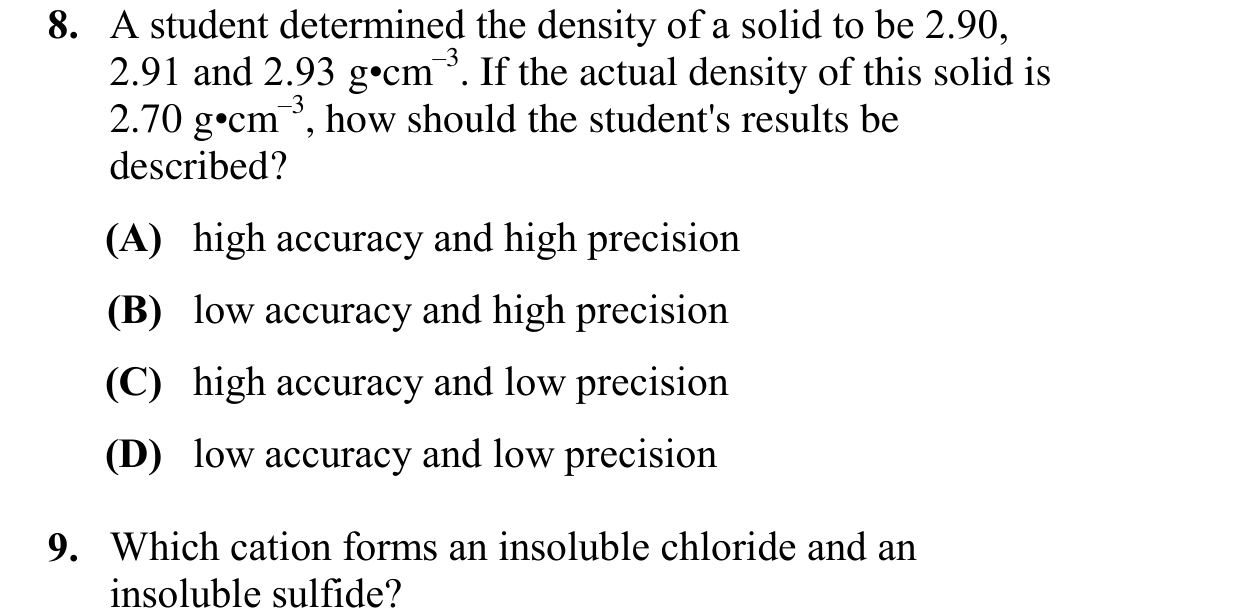 8. A student determined the density of a solid to be 2.90,
2.91 and 2.93 g•cm⁻³. If the actual density of this solid is
2.70 g•cm⁻³, how should the student's results be
described?
(A) high accuracy and high precision
(B) low accuracy and high precision
(C) high accuracy and low precision
(D) low accuracy and low precision
9. Which cation forms an insoluble chloride and an
insoluble sulfide?